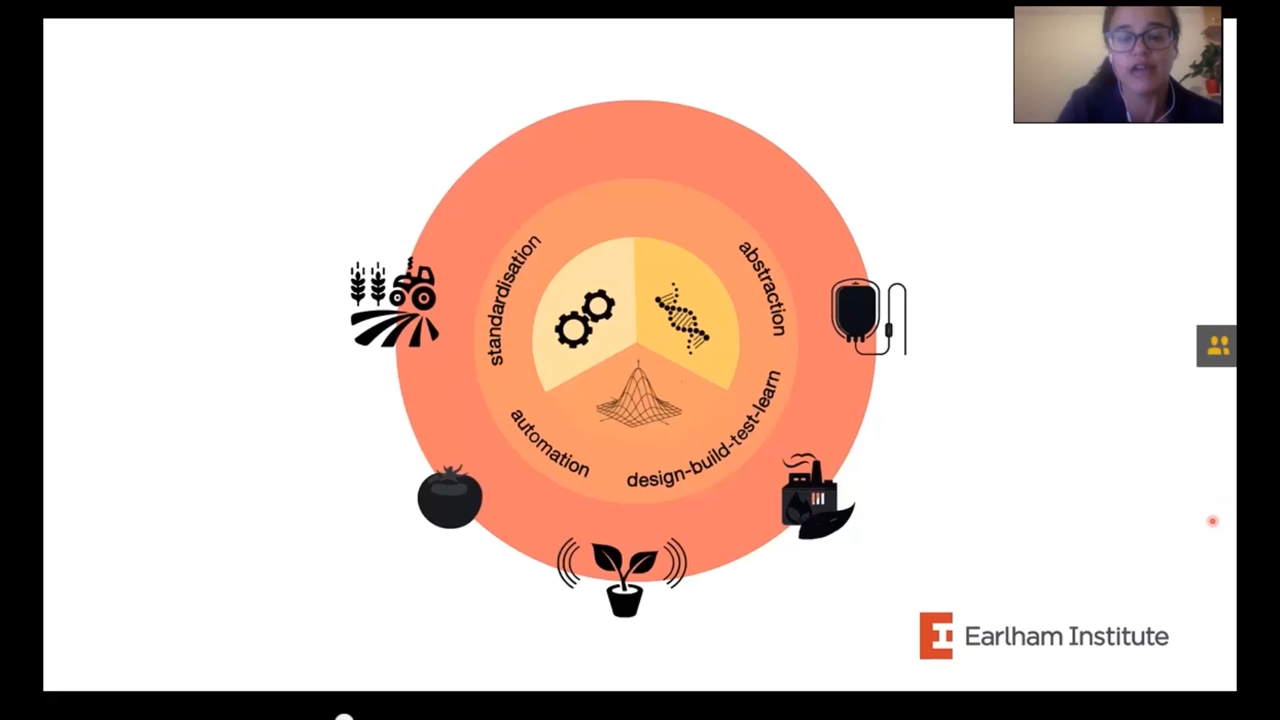 standardisation
abstraction
automation
design-build-test-learn
Earlham Institute